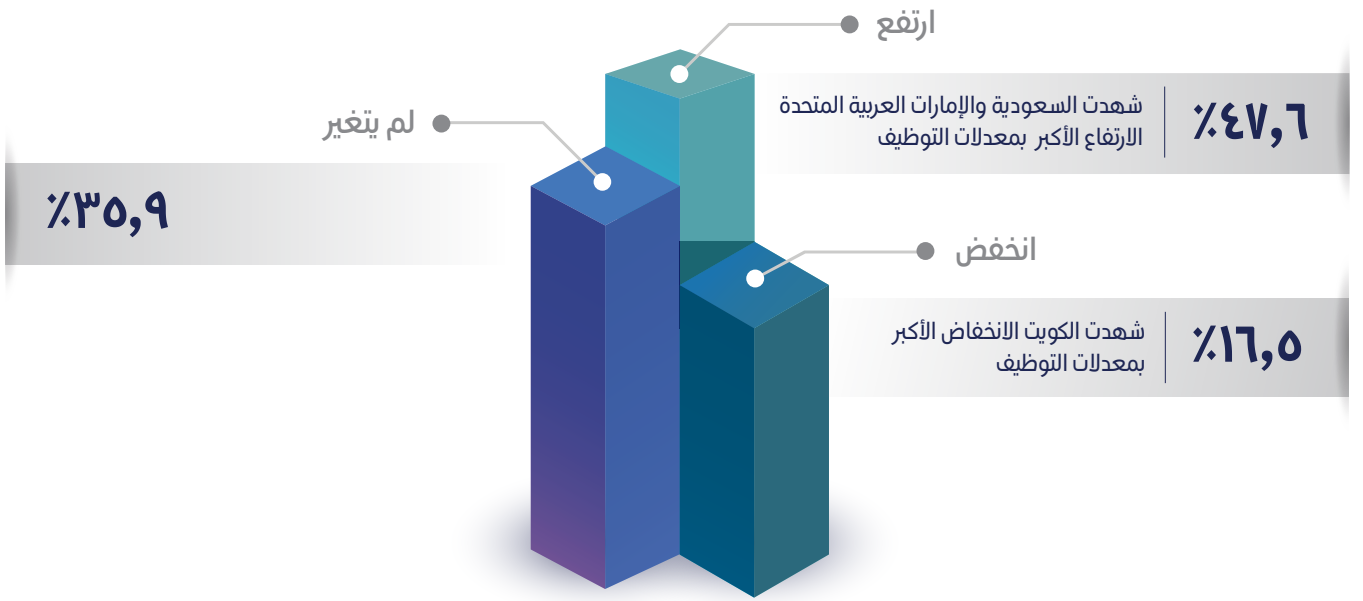 ارتفع
٪٤٧,٦
شهدت السعودية والإمارات العربية المتحدة
الارتفاع الأكبر بمعدلات التوظيف
لم يتغير
٪٣٥,٩
انخفض
٪١٦,٥
شهدت الكويت الانخفاض الأكبر
بمعدلات التوظيف